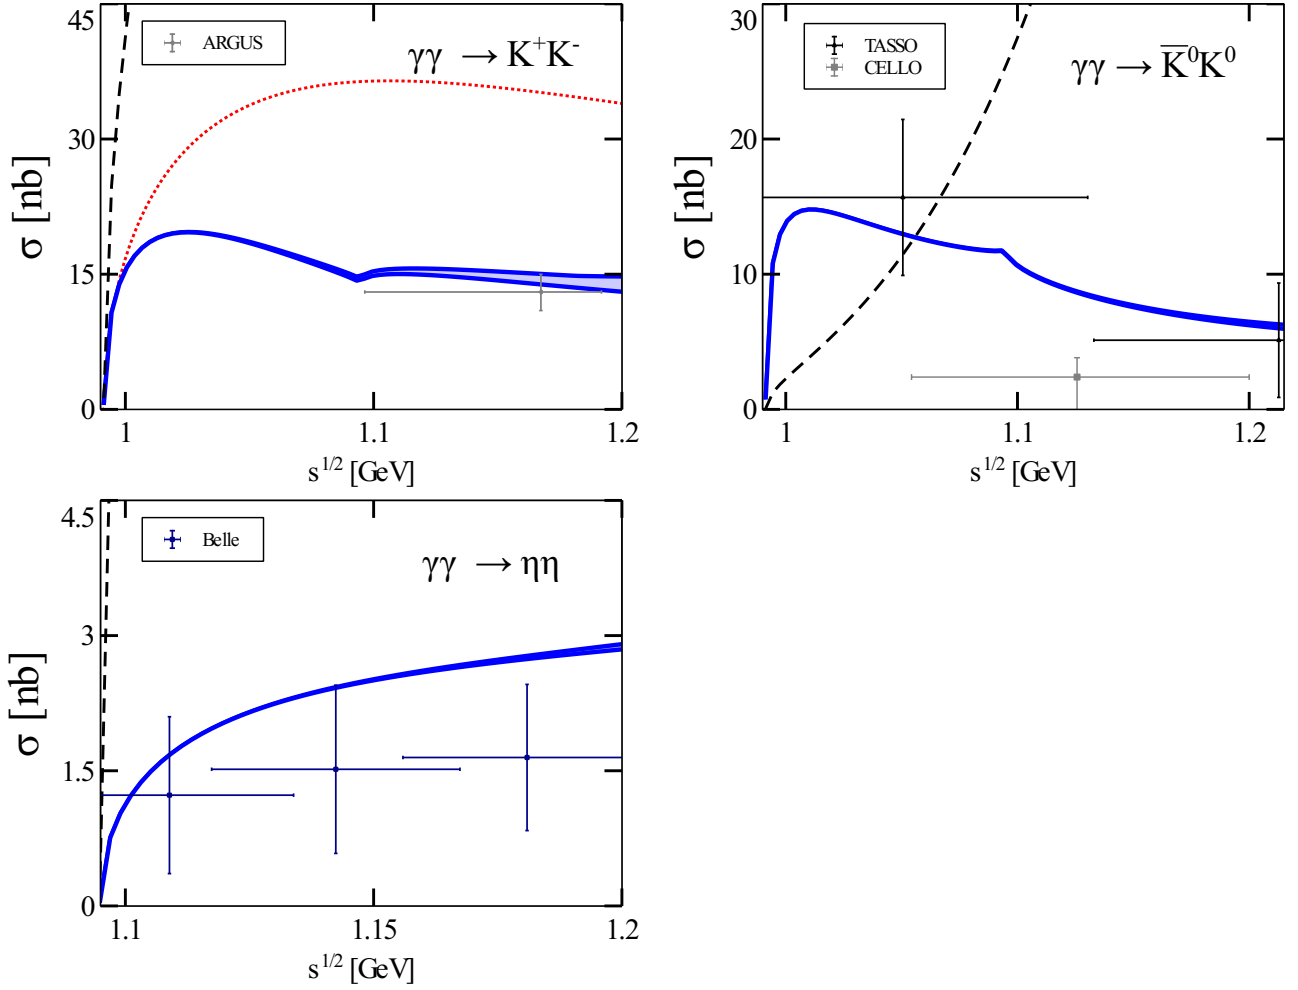 45
30
15
0
σ [nb]
ARGUS
γγ → K⁺K⁻
1
1.1
1.2
s^{1/2} [GeV]
30
20
10
0
σ [nb]
TASSO
CELLO
γγ → K̅⁰K⁰
1
1.1
1.2
s^{1/2} [GeV]
4.5
3
1.5
0
σ [nb]
Belle
γγ → ηη
1.1
1.15
1.2
s^{1/2} [GeV]